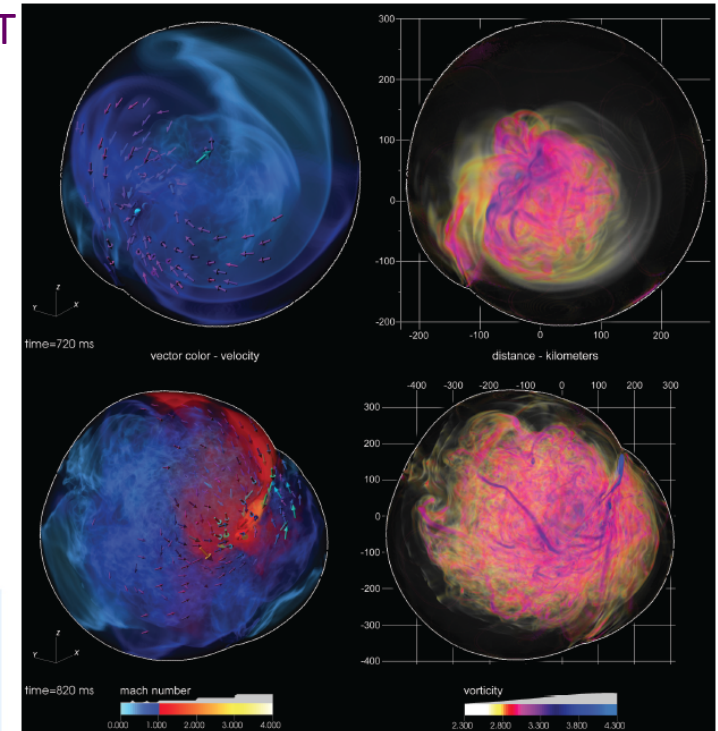 T
300
200
100
0
-100
-200
-200 -100 0 100 200
Z
Y X
time=720 ms
vector color - velocity
distance - kilometers
-400 -300 -200 -100 0 100 200 300
300
200
100
0
-100
-200
-300
-400
Z
Y X
time=820 ms
mach number
0.000 1.000 2.000 3.000 4.000
vorticity
2.300 2.800 3.300 3.800 4.300